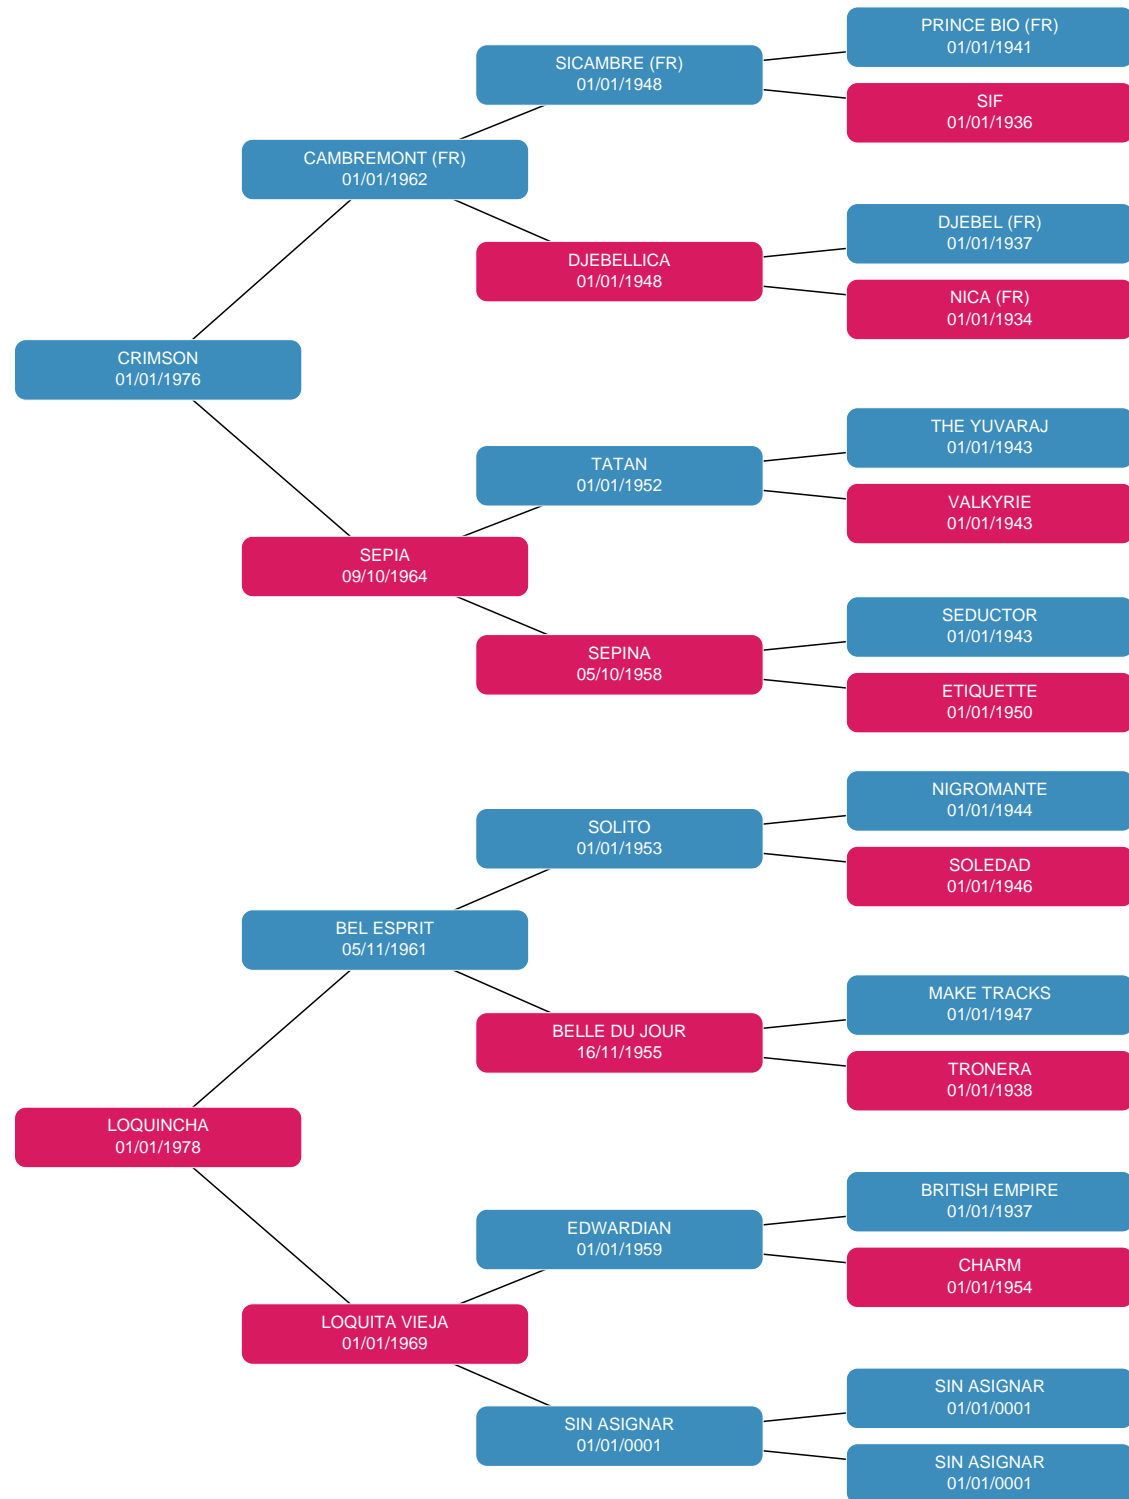 PRINCE BIO (FR)
01/01/1941
SICAMBRE (FR)
01/01/1948
SIF
01/01/1936
CAMBREMONT (FR)
01/01/1962
DJEBEL (FR)
01/01/1937
DJEBELLICA
01/01/1948
NICA (FR)
01/01/1934
CRIMSON
01/01/1976
THE YUVARAJ
01/01/1943
TATAN
01/01/1952
VALKYRIE
01/01/1943
SEPIA
09/10/1964
SEDUCTOR
01/01/1943
SEPINA
05/10/1958
ETIQUETTE
01/01/1950
NIGROMANTE
01/01/1944
SOLITO
01/01/1953
SOLEDAD
01/01/1946
BEL ESPRIT
05/11/1961
MAKE TRACKS
01/01/1947
BELLE DU JOUR
16/11/1955
TRONERA
01/01/1938
LOQUINCHA
01/01/1978
BRITISH EMPIRE
01/01/1937
EDWARDIAN
01/01/1959
CHARM
01/01/1954
LOQUITA VIEJA
01/01/1969
SIN ASIGNAR
01/01/0001
SIN ASIGNAR
01/01/0001
SIN ASIGNAR
01/01/0001